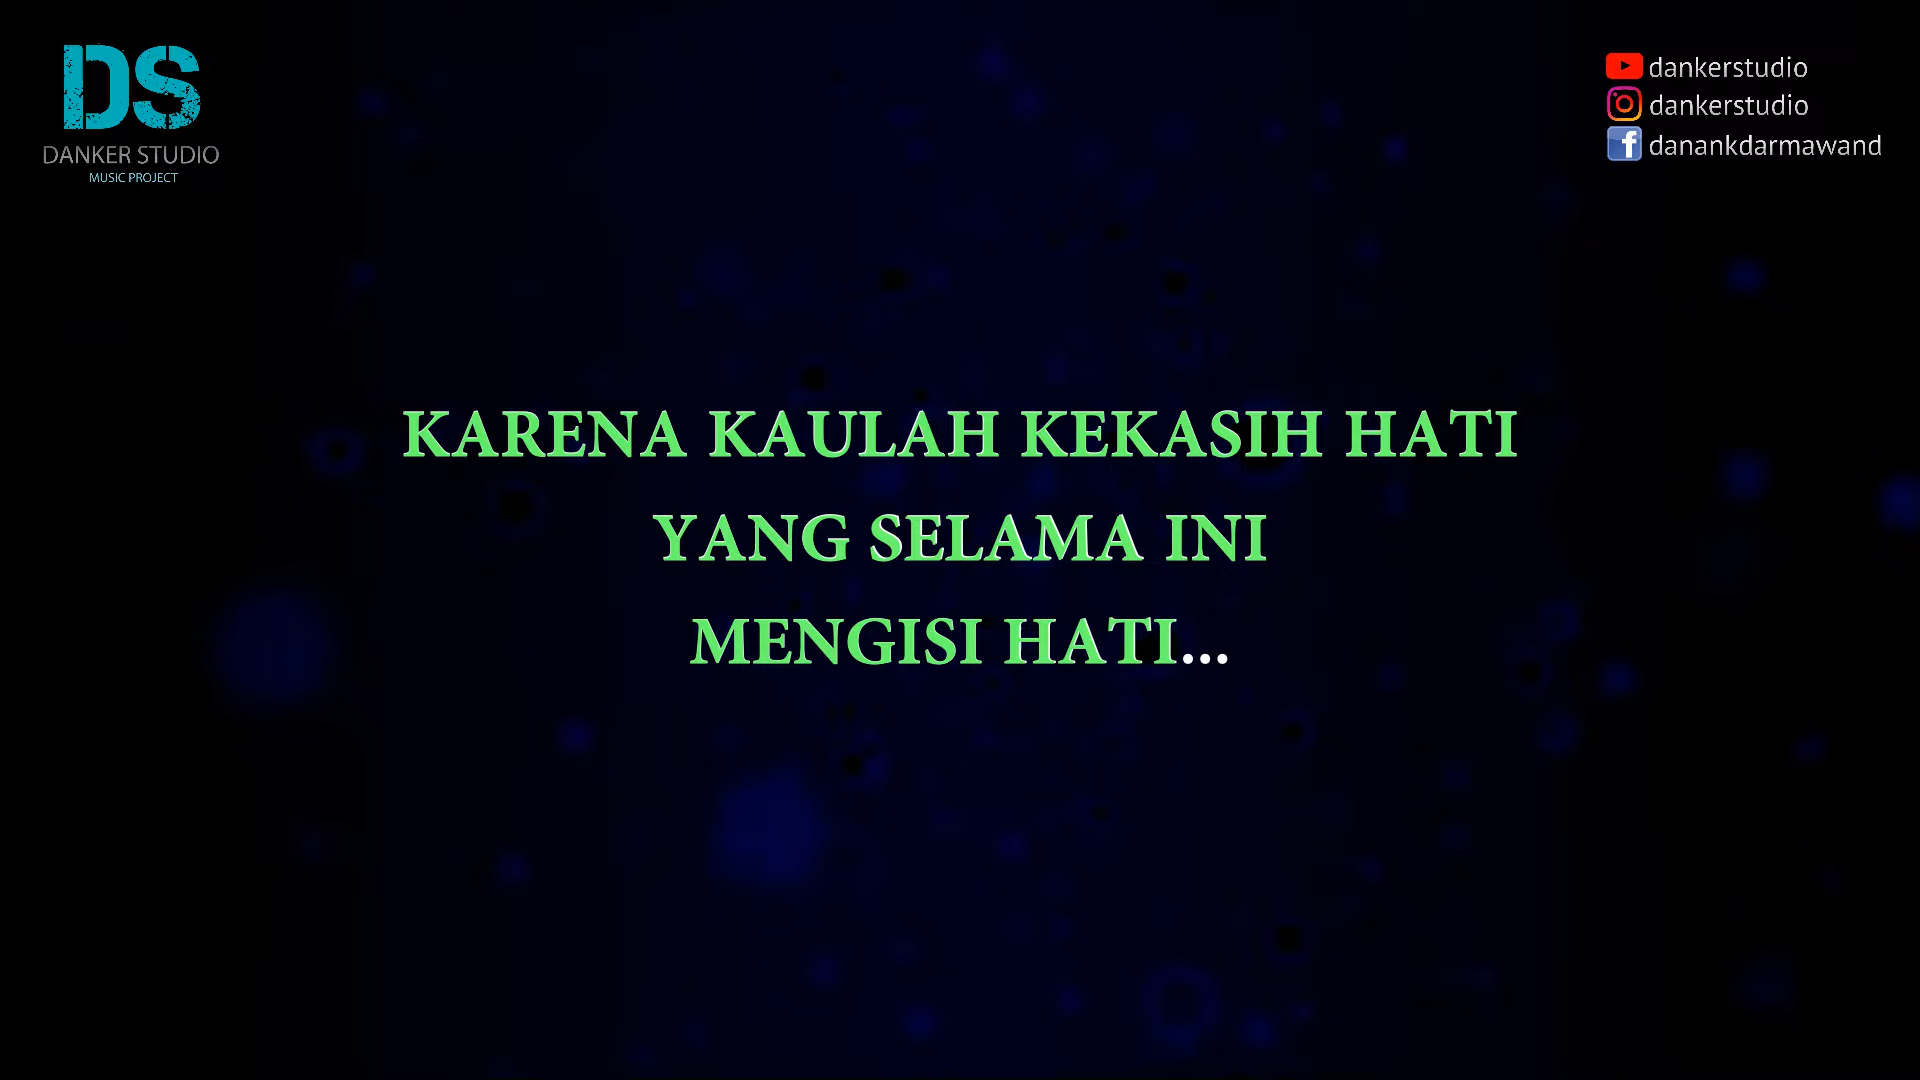 DS
DANKER STUDIO
MUSIC PROJECT
dankerstudio
dankerstudio
danankdarmawand
KARENA KAULAH KEKASIH HATI
YANG SELAMA INI
MENGISI HATI...